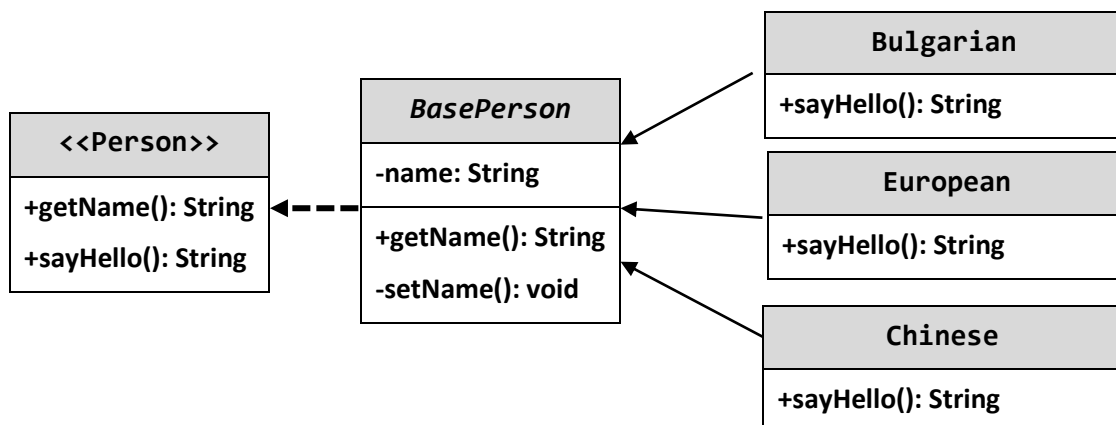 <<Person>>
+getName(): String
+sayHello(): String
BasePerson
-name: String
+getName(): String
-setName(): void
Bulgarian
+sayHello(): String
European
+sayHello(): String
Chinese
+sayHello(): String